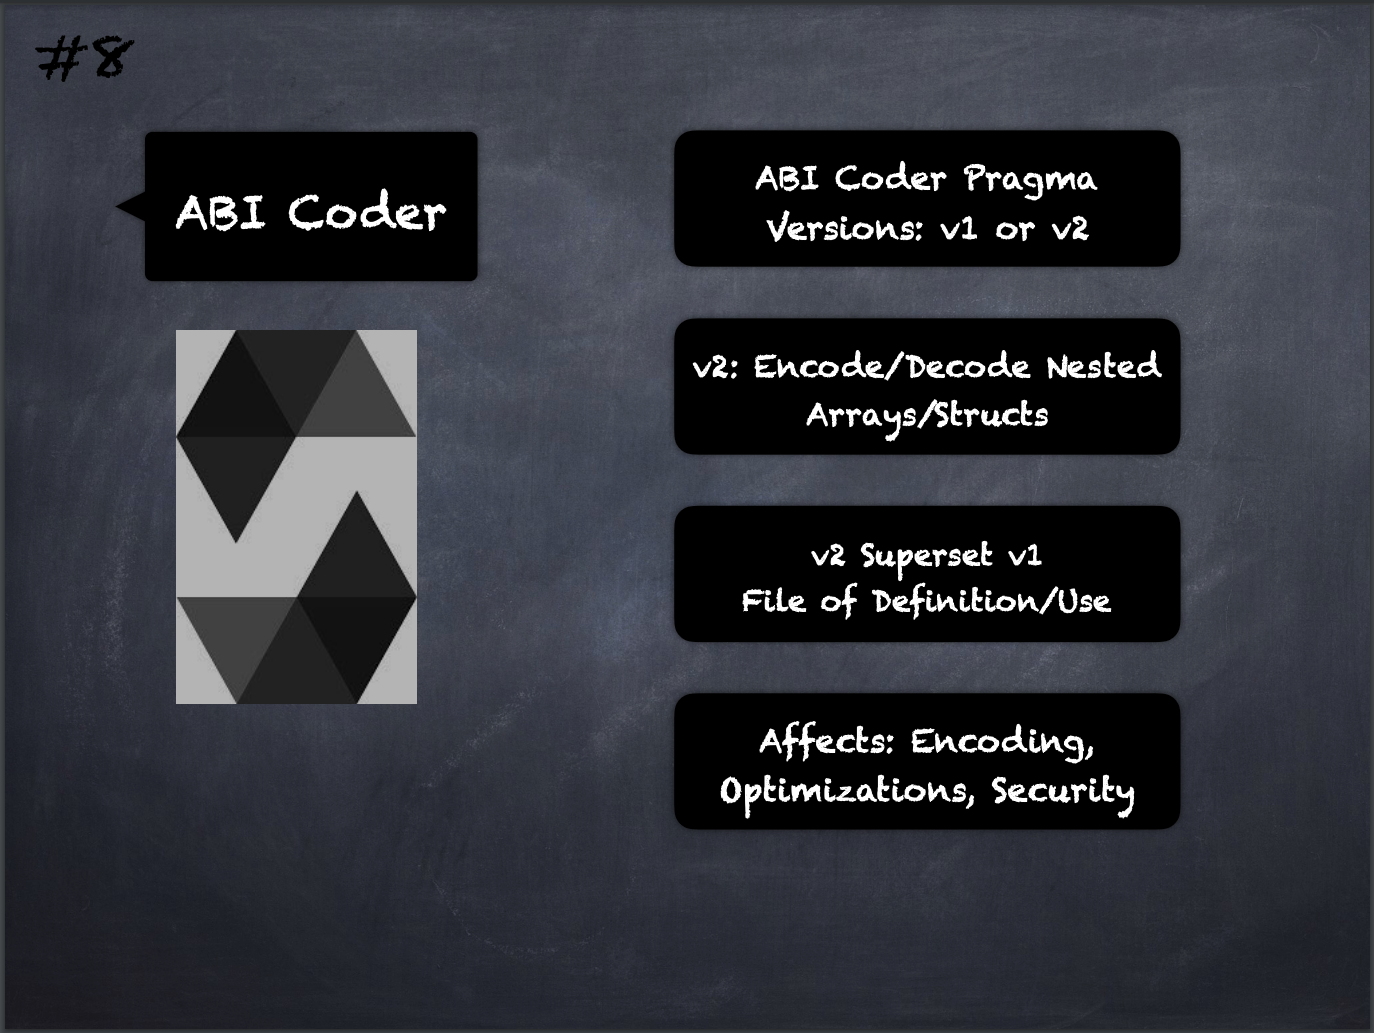 #8
ABI Coder
ABI Coder Pragma
Versions: v1 or v2
v2: Encode/Decode Nested
Arrays/Structs
v2 Superset v1
File of Definition/Use
Affects: Encoding,
Optimizations, Security